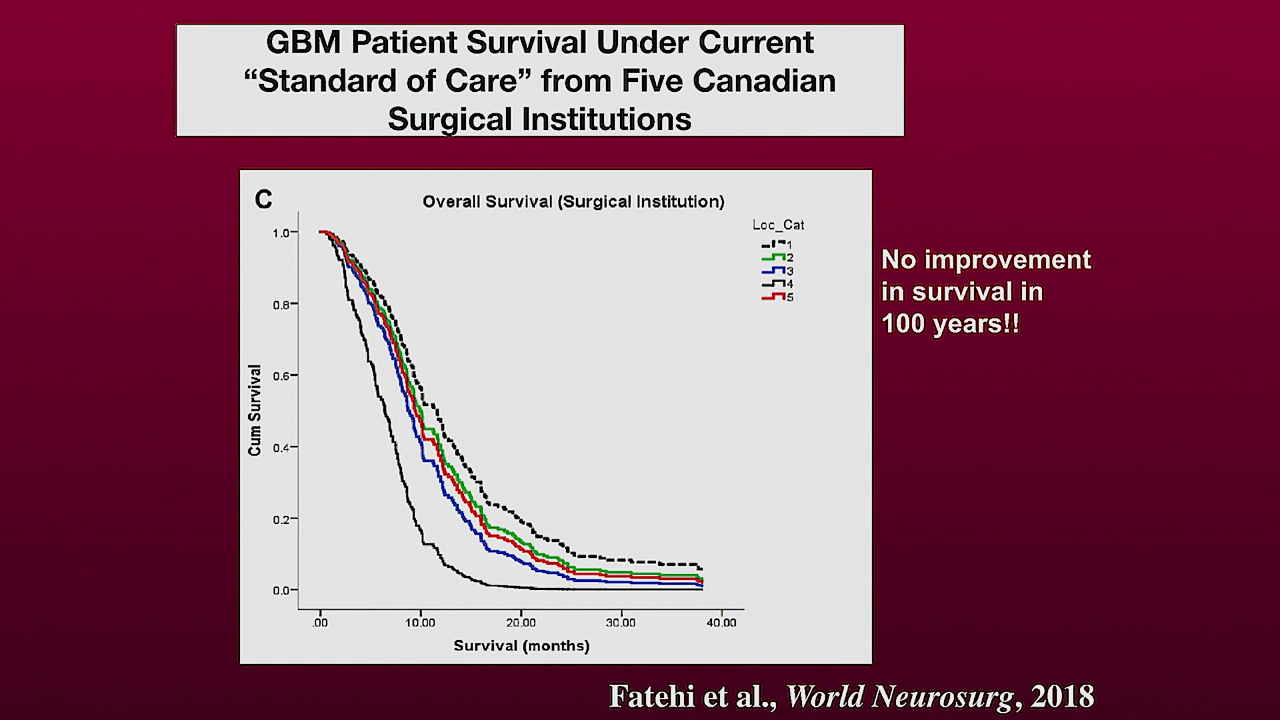 GBM Patient Survival Under Current
“Standard of Care” from Five Canadian
Surgical Institutions
C
Overall Survival (Surgical Institution)
Loc_Cat
1
2
3
4
5
No improvement
in survival in
100 years!!
Cum Survival
1.0
0.8
0.6
0.4
0.2
0.0
.00
10.00
20.00
30.00
40.00
Survival (months)
Fatehi et al., World Neurosurg, 2018